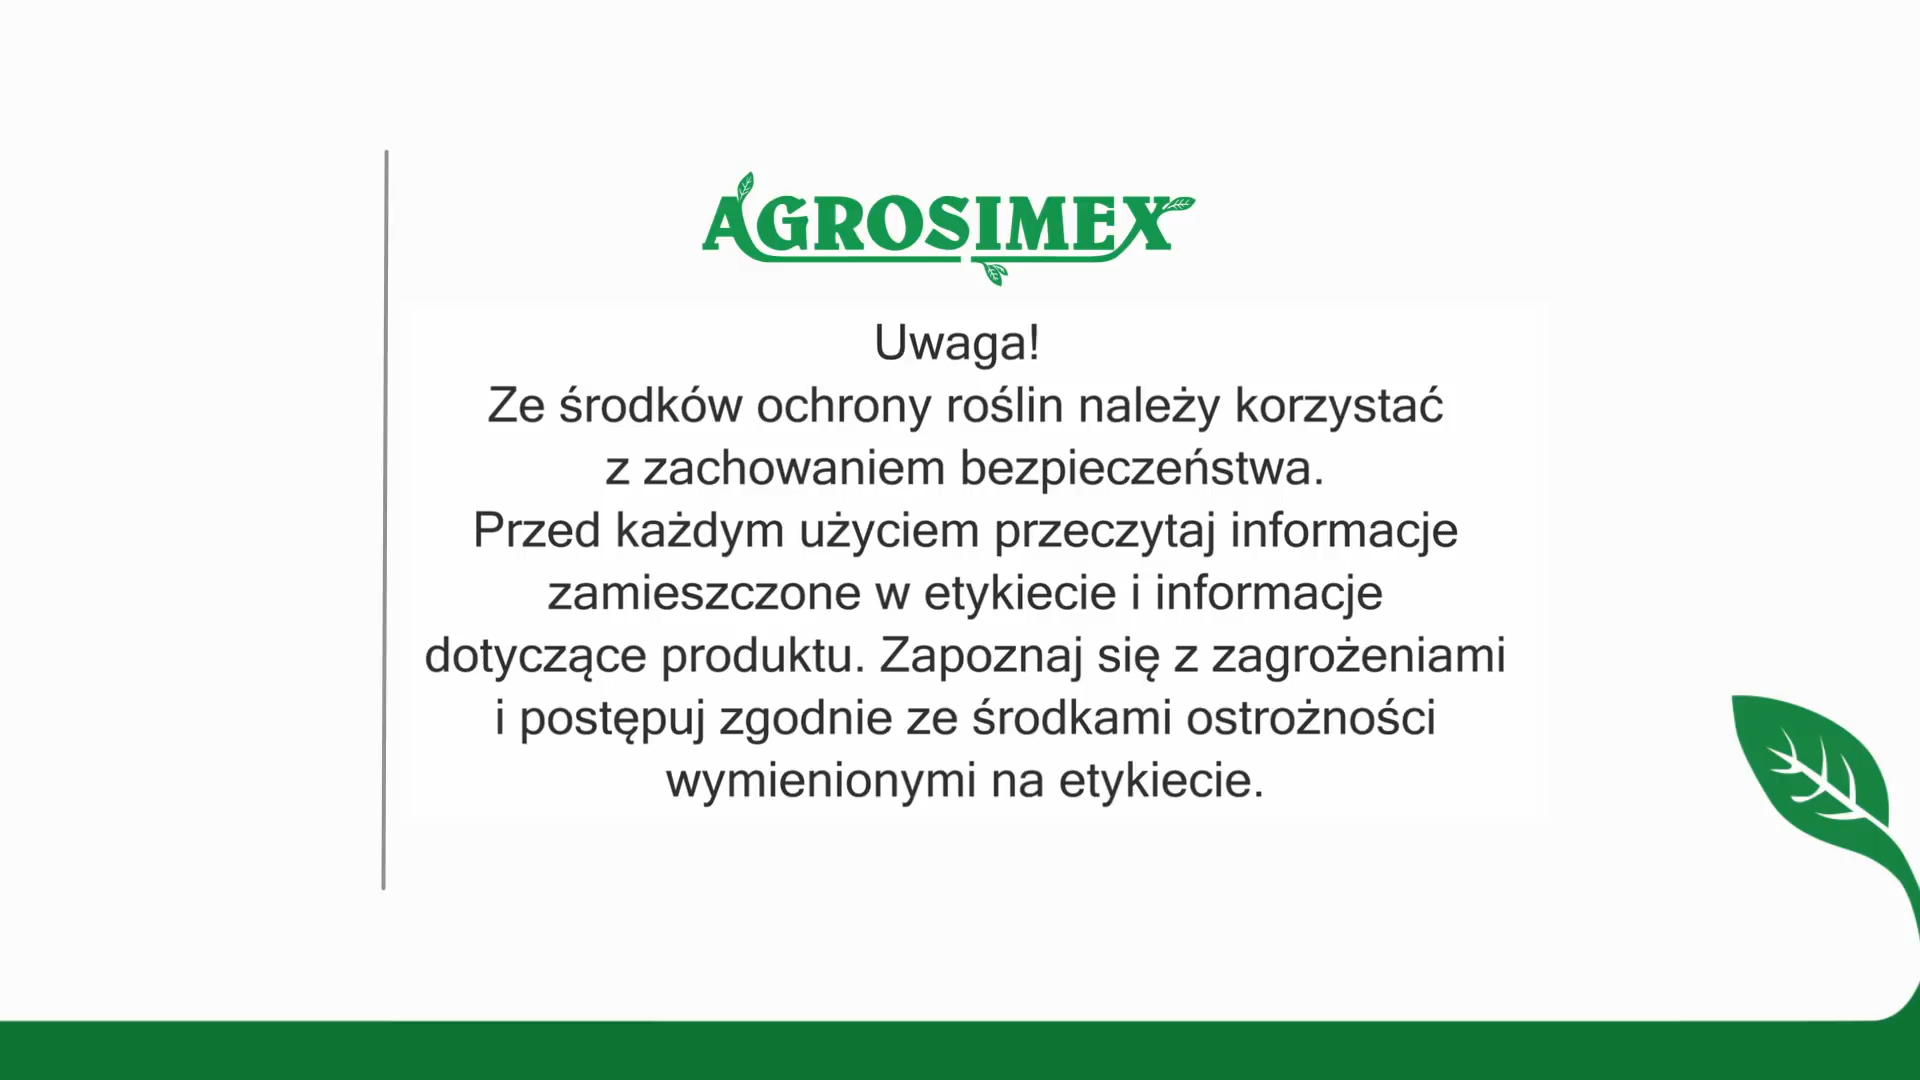 AGROSIMEX
Uwaga!
Ze środków ochrony roślin należy korzystać
z zachowaniem bezpieczeństwa.
Przed każdym użyciem przeczytaj informacje
zamieszczone w etykiecie i informacje
dotyczące produktu. Zapoznaj się z zagrożeniami
i postępuj zgodnie ze środkami ostrożności
wymienionymi na etykiecie.